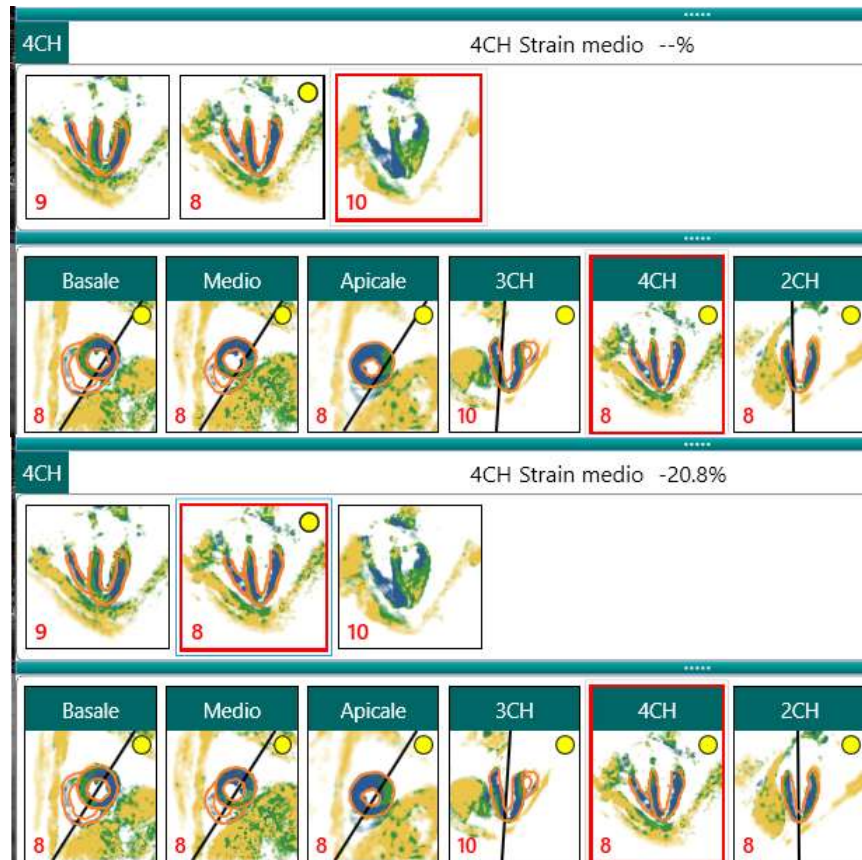 4CH 4CH Strain medio --%
9 8 10
Basale Medio Apicale 3CH 4CH 2CH
8 8 8 10 8 8
4CH 4CH Strain medio -20.8%
9 8 10
Basale Medio Apicale 3CH 4CH 2CH
8 8 8 10 8 8